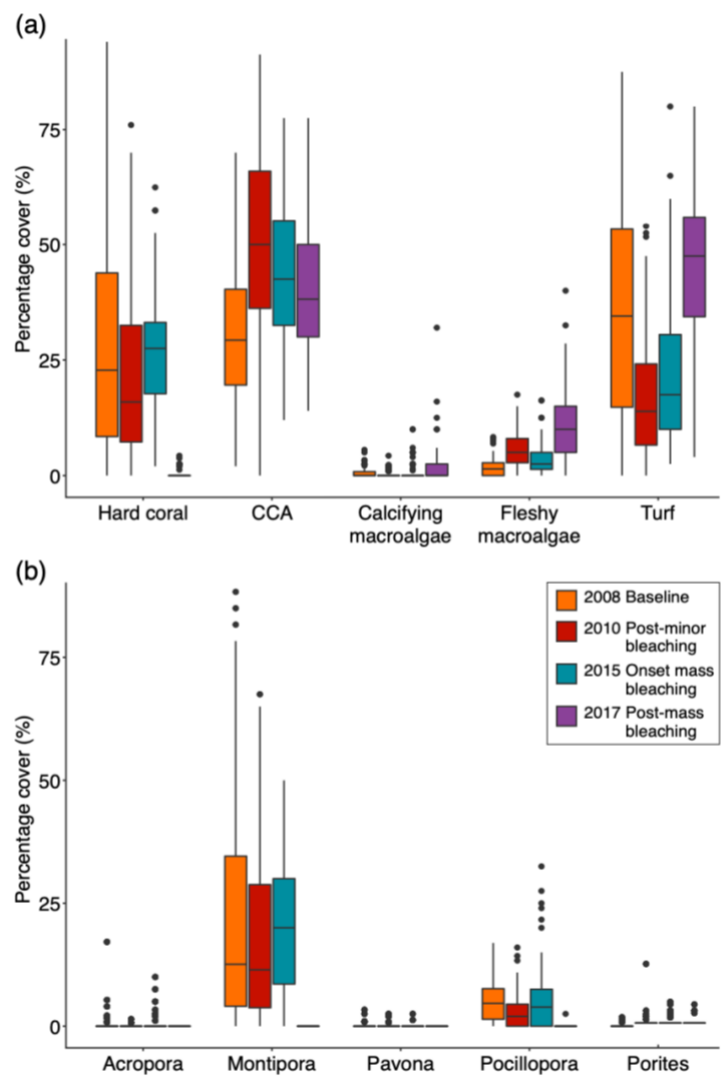 (a)
Percentage cover (%)
75
50
25
0
Hard coral
CCA
Calcifying
macroalgae
Fleshy
macroalgae
Turf
(b)
Percentage cover (%)
75
50
25
0
2008 Baseline
2010 Post-minor
bleaching
2015 Onset mass
bleaching
2017 Post-mass
bleaching
Acropora
Montipora
Pavona
Pocillopora
Porites